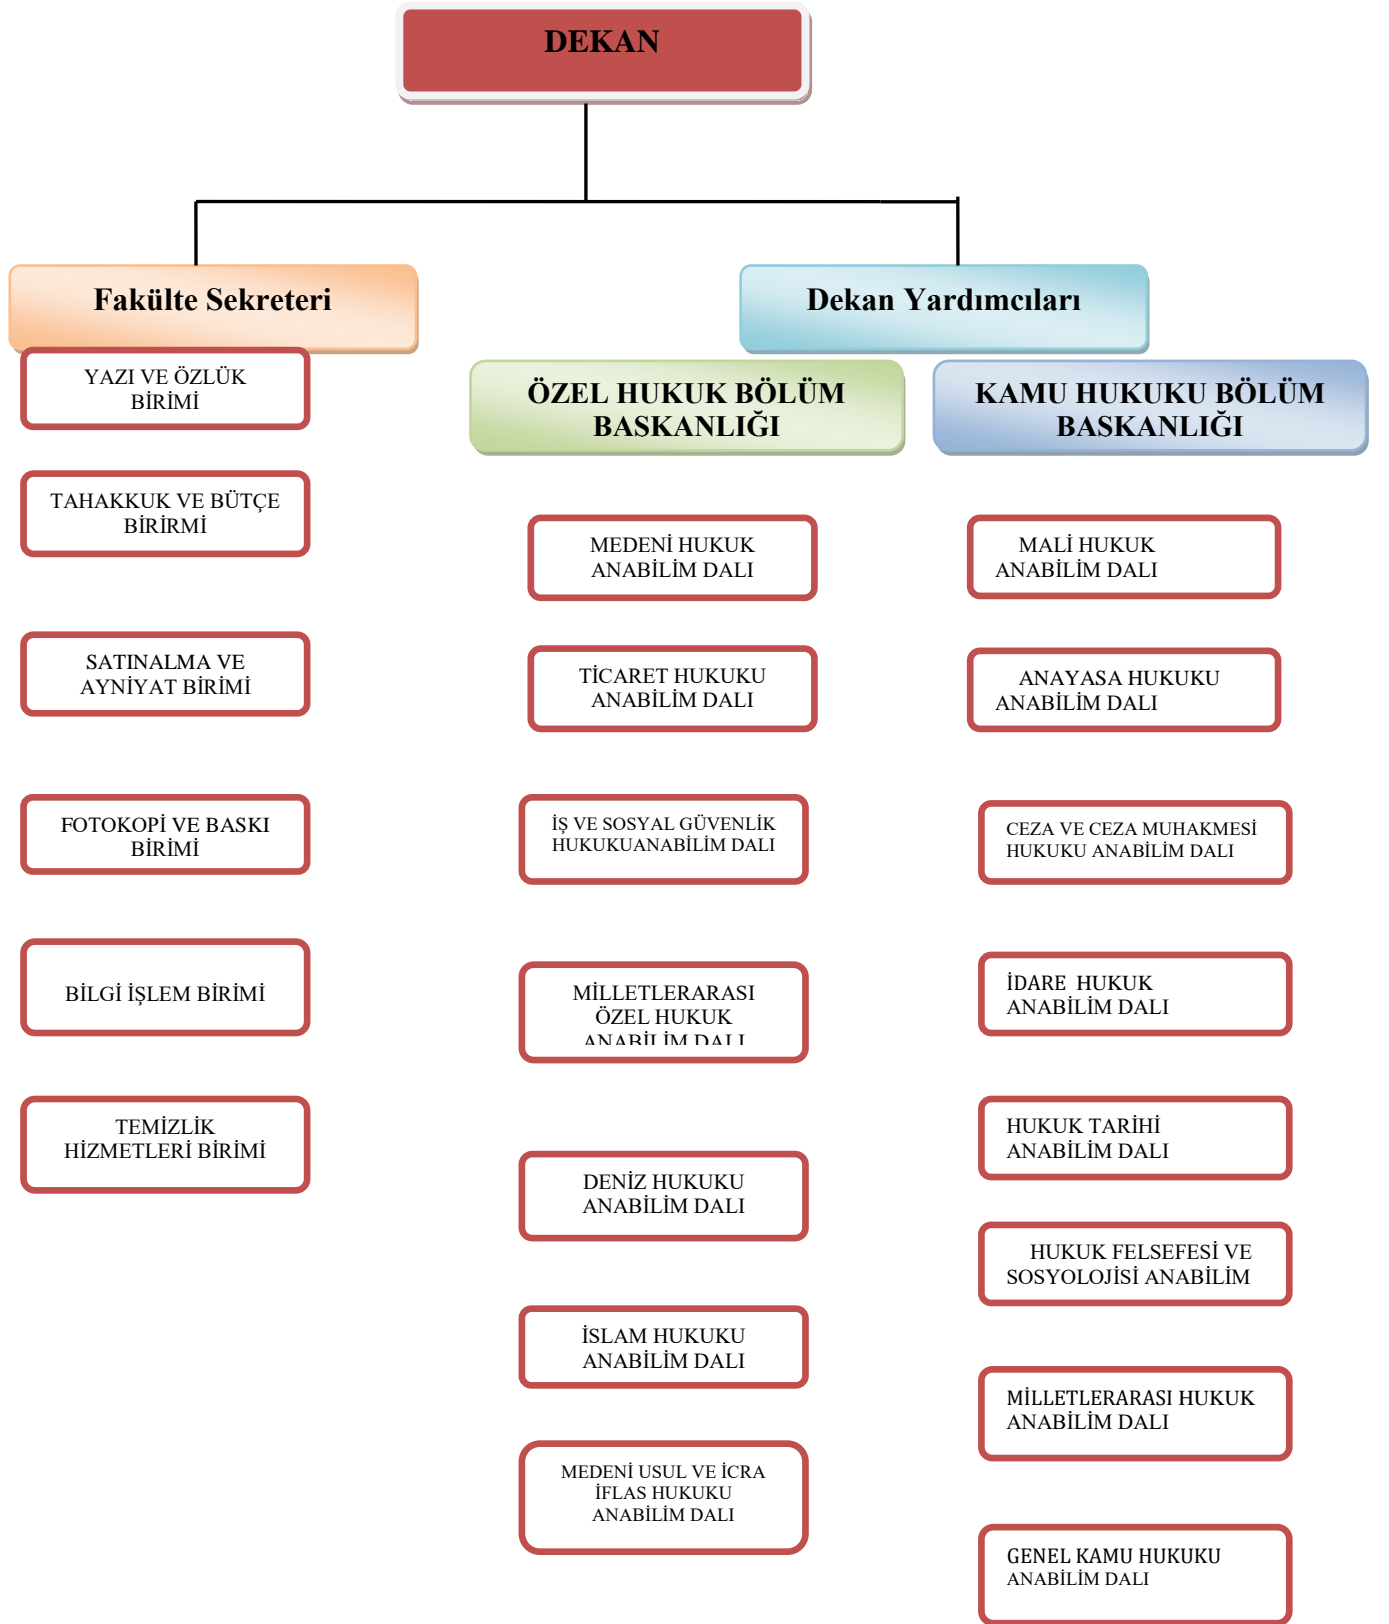 DEKAN
Fakülte Sekreteri
YAZI VE ÖZLÜK
BİRİMİ
TAHAKKUK VE BÜTÇE
BİRİRMİ
SATINALMA VE
AYNİYAT BİRİMİ
FOTOKOPİ VE BASKI
BİRİMİ
BİLGİ İŞLEM BİRİMİ
TEMİZLİK
HİZMETLERİ BİRİMİ
Dekan Yardımcıları
ÖZEL HUKUK BÖLÜM
BASKANLIĞI
MEDENİ HUKUK
ANABİLİM DALI
TİCARET HUKUKU
ANABİLİM DALI
İŞ VE SOSYAL GÜVENLİK
HUKUKUANABİLİM DALI
MİLLETLERARASI
ÖZEL HUKUK
ANABİLİM DALI
DENİZ HUKUKU
ANABİLİM DALI
İSLAM HUKUKU
ANABİLİM DALI
MEDENİ USUL VE İCRA
İFLAS HUKUKU
ANABİLİM DALI
KAMU HUKUKU BÖLÜM
BASKANLIĞI
MALİ HUKUK
ANABİLİM DALI
ANAYASA HUKUKU
ANABİLİM DALI
CEZA VE CEZA MUHAKMESİ
HUKUKU ANABİLİM DALI
İDARE HUKUK
ANABİLİM DALI
HUKUK TARİHİ
ANABİLİM DALI
HUKUK FELSEFESİ VE
SOSYOLOJİSİ ANABİLİM
MİLLETLERARASI HUKUK
ANABİLİM DALI
GENEL KAMU HUKUKU
ANABİLİM DALI